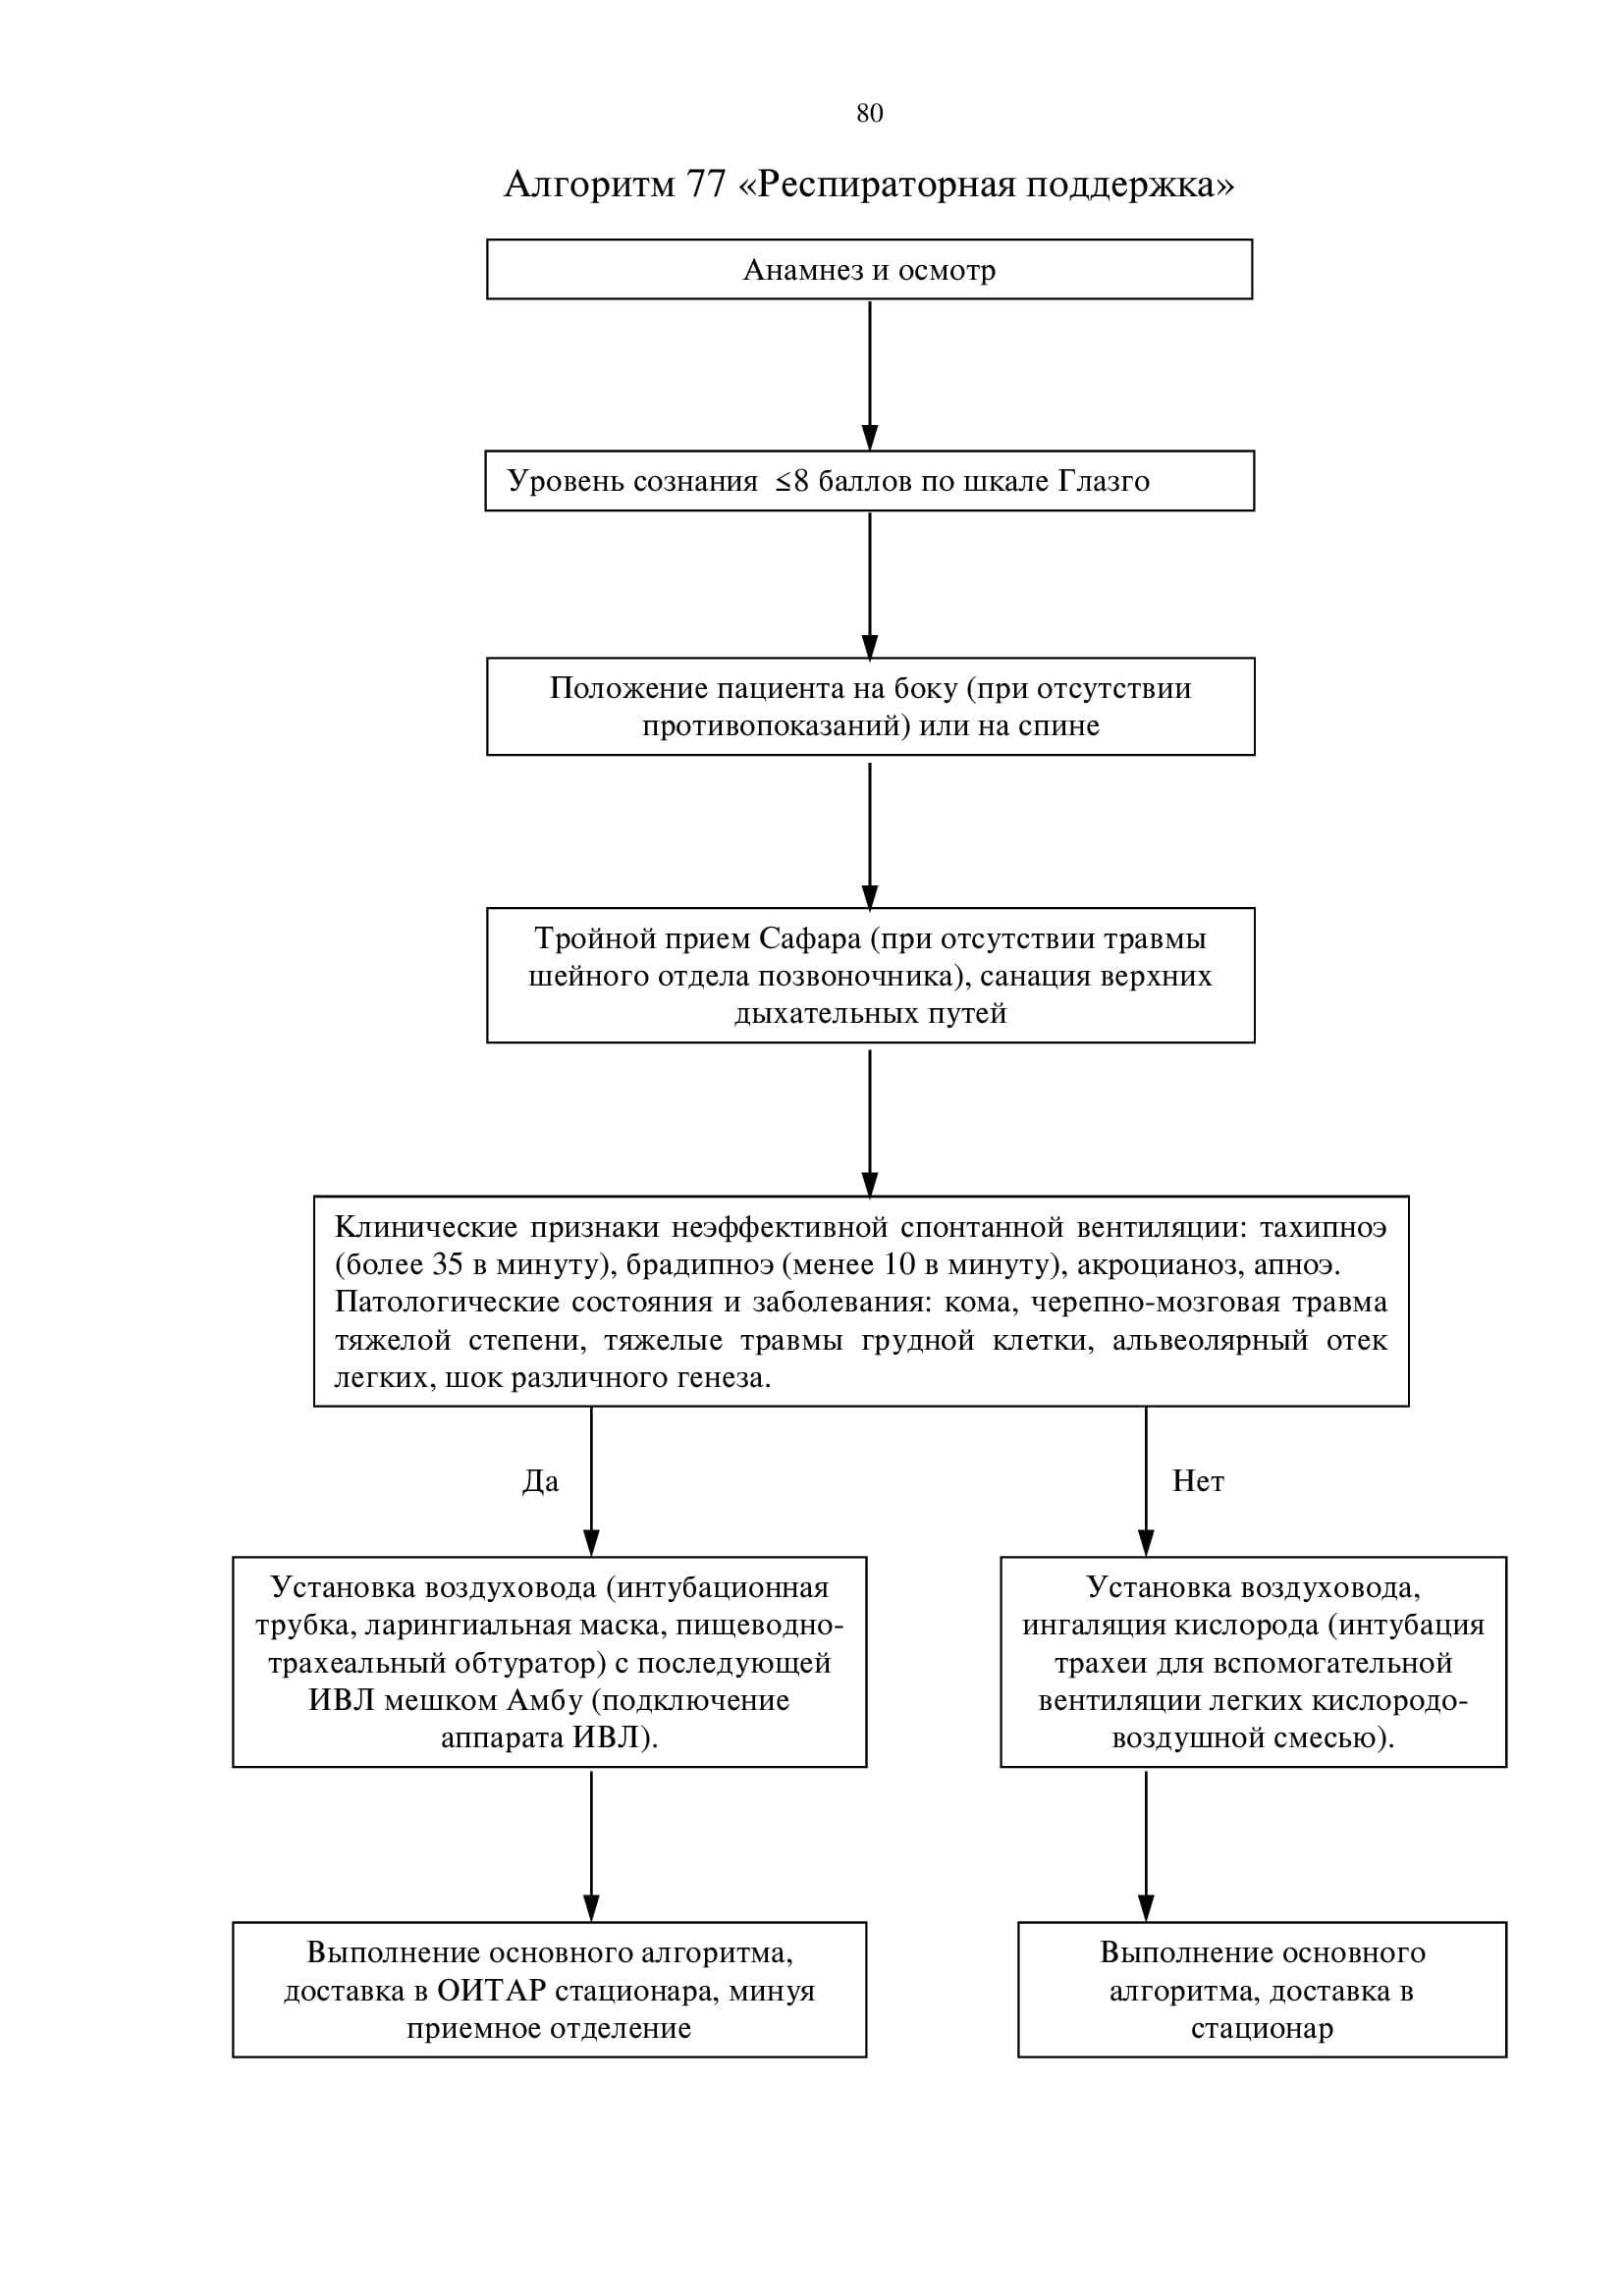 80
Алгоритм 77 «Респираторная поддержка»
Анамнез и осмотр
Уровень сознания ≤8 баллов по шкале Глазго
Положение пациента на боку (при отсутствии
противопоказаний) или на спине
Тройной прием Сафара (при отсутствии травмы
шейного отдела позвоночника), санация верхних
дыхательных путей
Клинические признаки неэффективной спонтанной вентиляции: тахипноэ
(более 35 в минуту), брадипноэ (менее 10 в минуту), акроцианоз, апноэ.
Патологические состояния и заболевания: кома, черепно-мозговая травма
тяжелой степени, тяжелые травмы грудной клетки, альвеолярный отек
легких, шок различного генеза.
Да
Нет
Установка воздуховода (интубационная
трубка, ларингиальная маска, пищеводно-
трахеальный обтуратор) с последующей
ИВЛ мешком Амбу (подключение
аппарата ИВЛ).
Установка воздуховода,
ингаляция кислорода (интубация
трахеи для вспомогательной
вентиляции легких кислородо-
воздушной смесью).
Выполнение основного алгоритма,
доставка в ОИТАР стационара, минуя
приемное отделение
Выполнение основного
алгоритма, доставка в
стационар